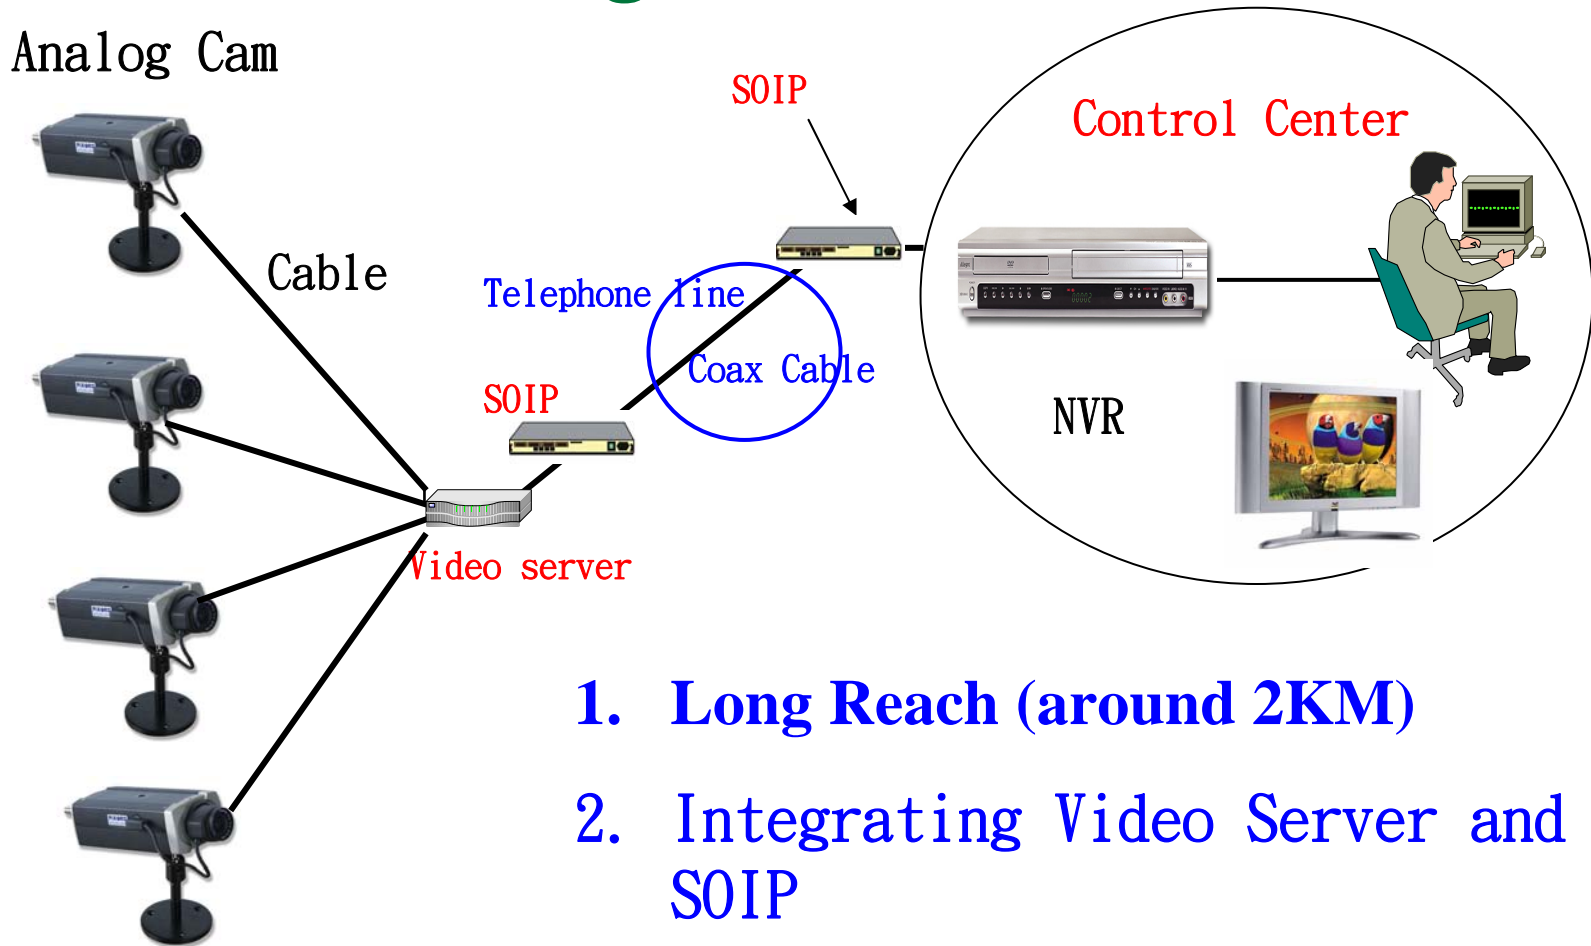 Analog Cam
SOIP
Control Center
Cable
Telephone line
Coax Cable
SOIP
NVR
Video server
1. Long Reach (around 2KM)
2. Integrating Video Server and
SOIP